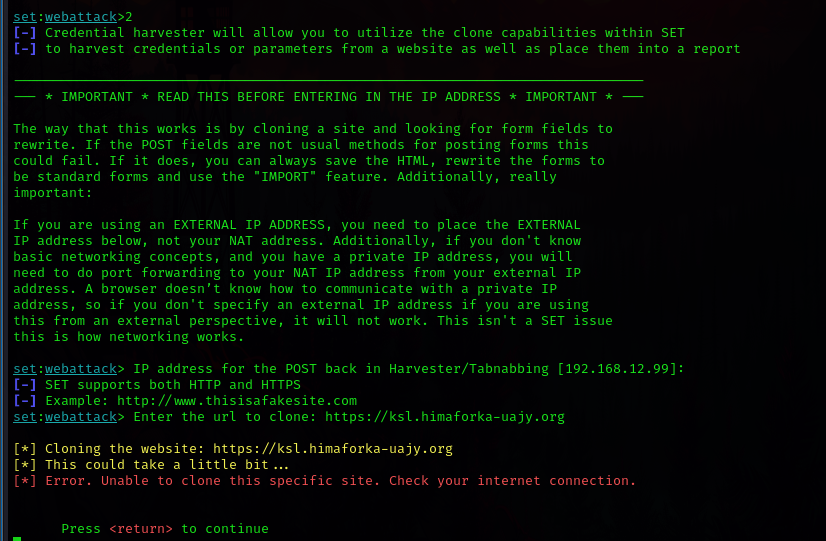 set:webattack>2
[-] Credential harvester will allow you to utilize the clone capabilities within SET
[-] to harvest credentials or parameters from a website as well as place them into a report
-------------------------------------------------------------------------------
--- * IMPORTANT * READ THIS BEFORE ENTERING IN THE IP ADDRESS * IMPORTANT * ---
The way that this works is by cloning a site and looking for form fields to
rewrite. If the POST fields are not usual methods for posting forms this
could fail. If it does, you can always save the HTML, rewrite the forms to
be standard forms and use the "IMPORT" feature. Additionally, really
important:
If you are using an EXTERNAL IP ADDRESS, you need to place the EXTERNAL
IP address below, not your NAT address. Additionally, if you don't know
basic networking concepts, and you have a private IP address, you will
need to do port forwarding to your NAT IP address from your external IP
address. A browser doesn't know how to communicate with a private IP
address, so if you don't specify an external IP address if you are using
this from an external perspective, it will not work. This isn't a SET issue
this is how networking works.
set:webattack> IP address for the POST back in Harvester/Tabnabbing [192.168.12.99]:
[-] SET supports both HTTP and HTTPS
[-] Example: http://www.thisisafakesite.com
set:webattack> Enter the url to clone: https://ksl.himaforka-uajy.org
[*] Cloning the website: https://ksl.himaforka-uajy.org
[*] This could take a little bit...
[*] Error. Unable to clone this specific site. Check your internet connection.
Press <return> to continue